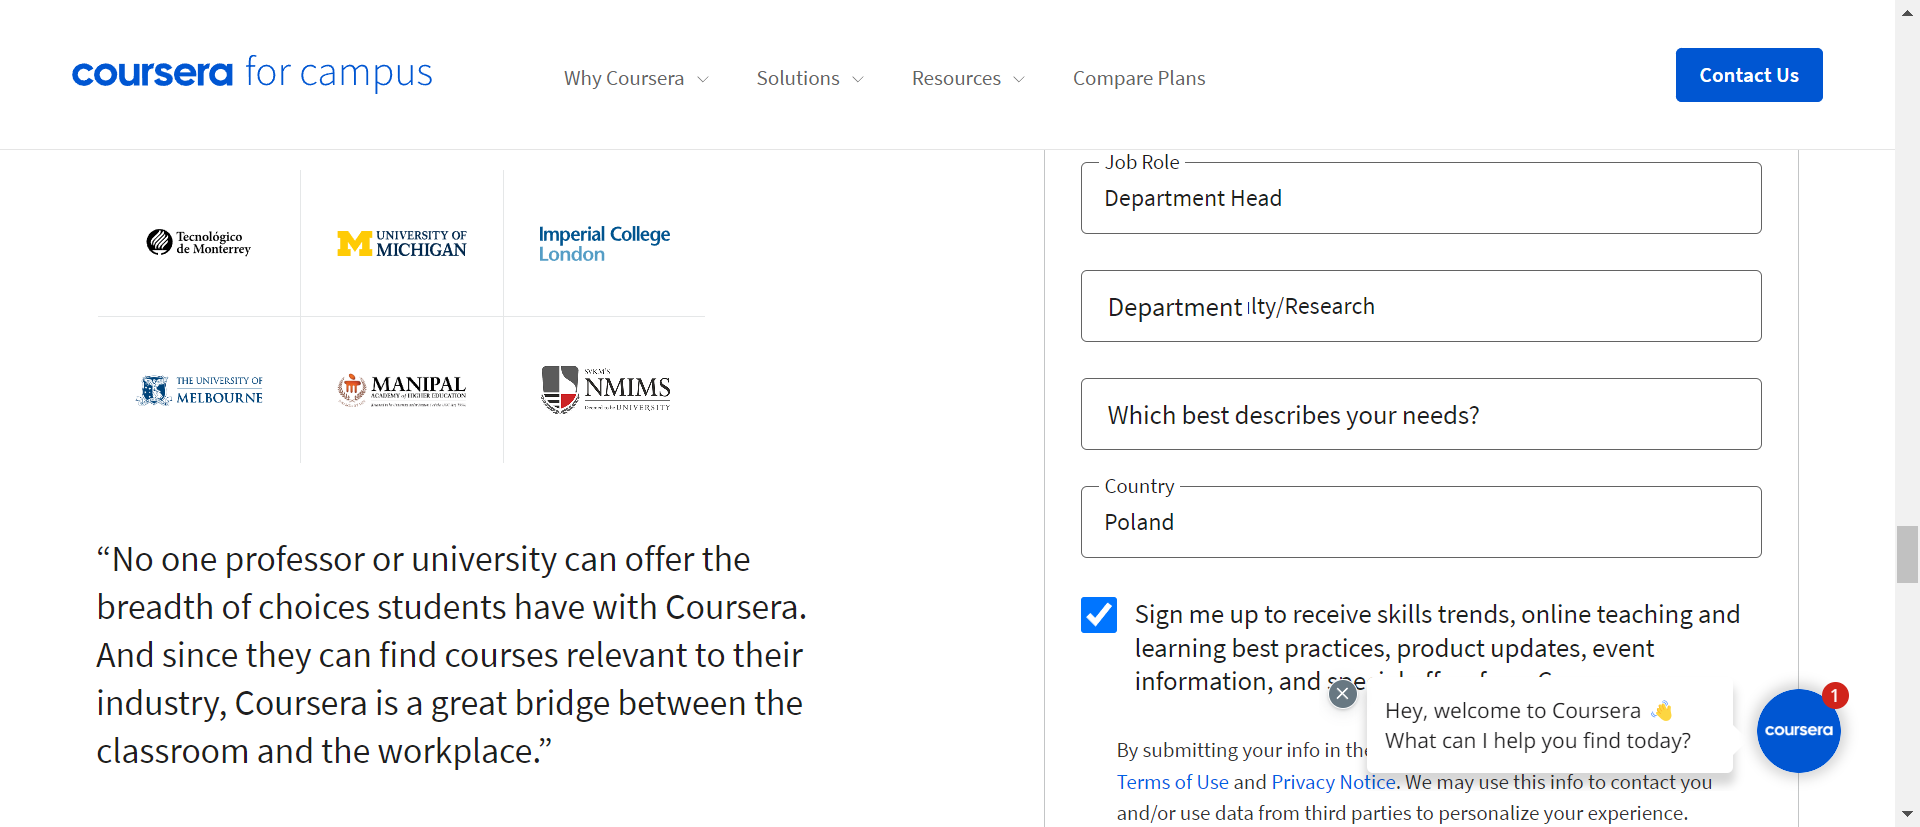 coursera for campus
Why Coursera
Solutions
Resources
Compare Plans
Contact Us
Tecnológico
de Monterrey
UNIVERSITY OF
MICHIGAN
Imperial College
London
THE UNIVERSITY OF
MELBOURNE
MANIPAL
ACADEMY of HIGHER EDUCATION
SVKM'S
NMIMS
Deemed to be UNIVERSITY
“No one professor or university can offer the
breadth of choices students have with Coursera.
And since they can find courses relevant to their
industry, Coursera is a great bridge between the
classroom and the workplace.”
Job Role
Department Head
Department lty/Research
Which best describes your needs?
Country
Poland
Sign me up to receive skills trends, online teaching and
learning best practices, product updates, event
information, and
By submitting your info in the
Terms of Use and Privacy Notice. We may use this info to contact you
and/or use data from third parties to personalize your experience.
Hey, welcome to Coursera 👋
What can I help you find today?
coursera
1